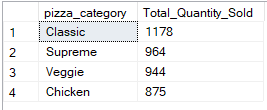 pizza_category Total_Quantity_Sold
1 Classic 1178
2 Supreme 964
3 Veggie 944
4 Chicken 875